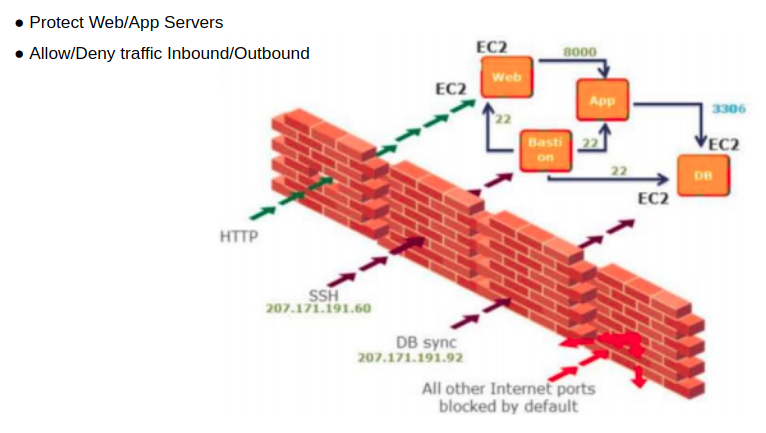 ● Protect Web/App Servers
● Allow/Deny traffic Inbound/Outbound
EC2
8000
Web
EC2
App
3306
22
Basti
on
22
EC2
22
DB
EC2
HTTP
SSH
207.171.191.60
DB sync
207.171.191.92
All other Internet ports
blocked by default